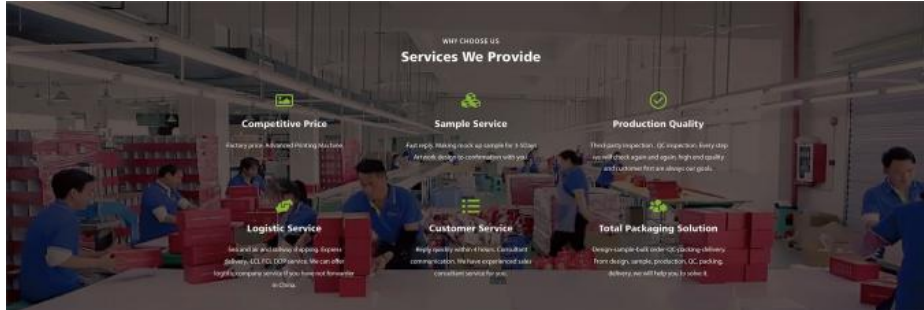 WHY CHOOSE US
Services We Provide
Competitive Price
Factory price. Advanced Printing Machine
Sample Service
Fast reply. Making mock up sample for 3-5Days
Artwork design to confirmation with you.
Production Quality
Third party inspection. QC inspection. Every step
we will check again and again, high end quality
and customer first are always our goals.
Logistic Service
Sea and air and railway shipping. Express
delivery. LCL FCL DDP service. We can offer
logistic company service if you have not forwarder
in China.
Customer Service
Reply quickly within 4 hours. Consultant
communication. We have experienced sales
consultant service for you.
Total Packaging Solution
Design-sample-bulk order-QC-packing-delivery.
From design, sample, production, QC, packing,
delivery, we will help you to solve it.